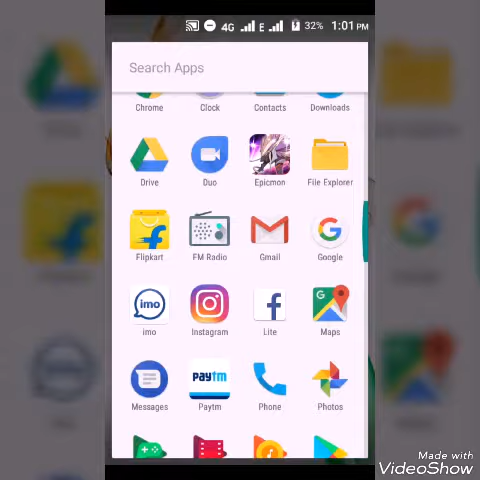 4G E 32% 1:01 PM
Search Apps
Chrome Clock Contacts Downloads
Drive Duo Epicmon File Explorer
Flipkart FM Radio Gmail Google
G
imo
f
imo Instagram Lite Maps
paytm
Messages Paytm Phone Photos
Made with
VideoShow